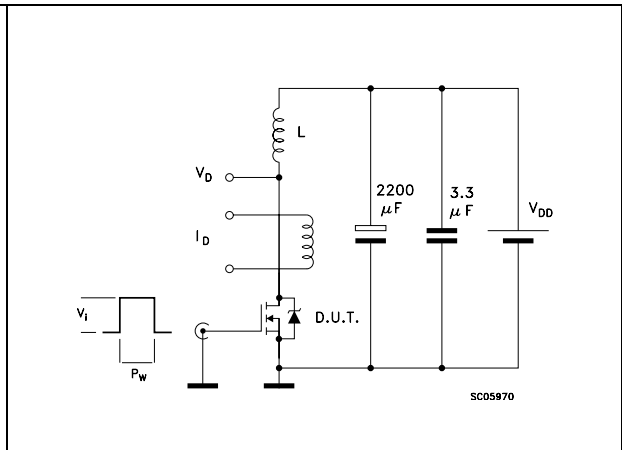 L
V_D
2200
μF
3.3
μF
V_DD
I_D
V_i
D.U.T.
P_W
SC05970